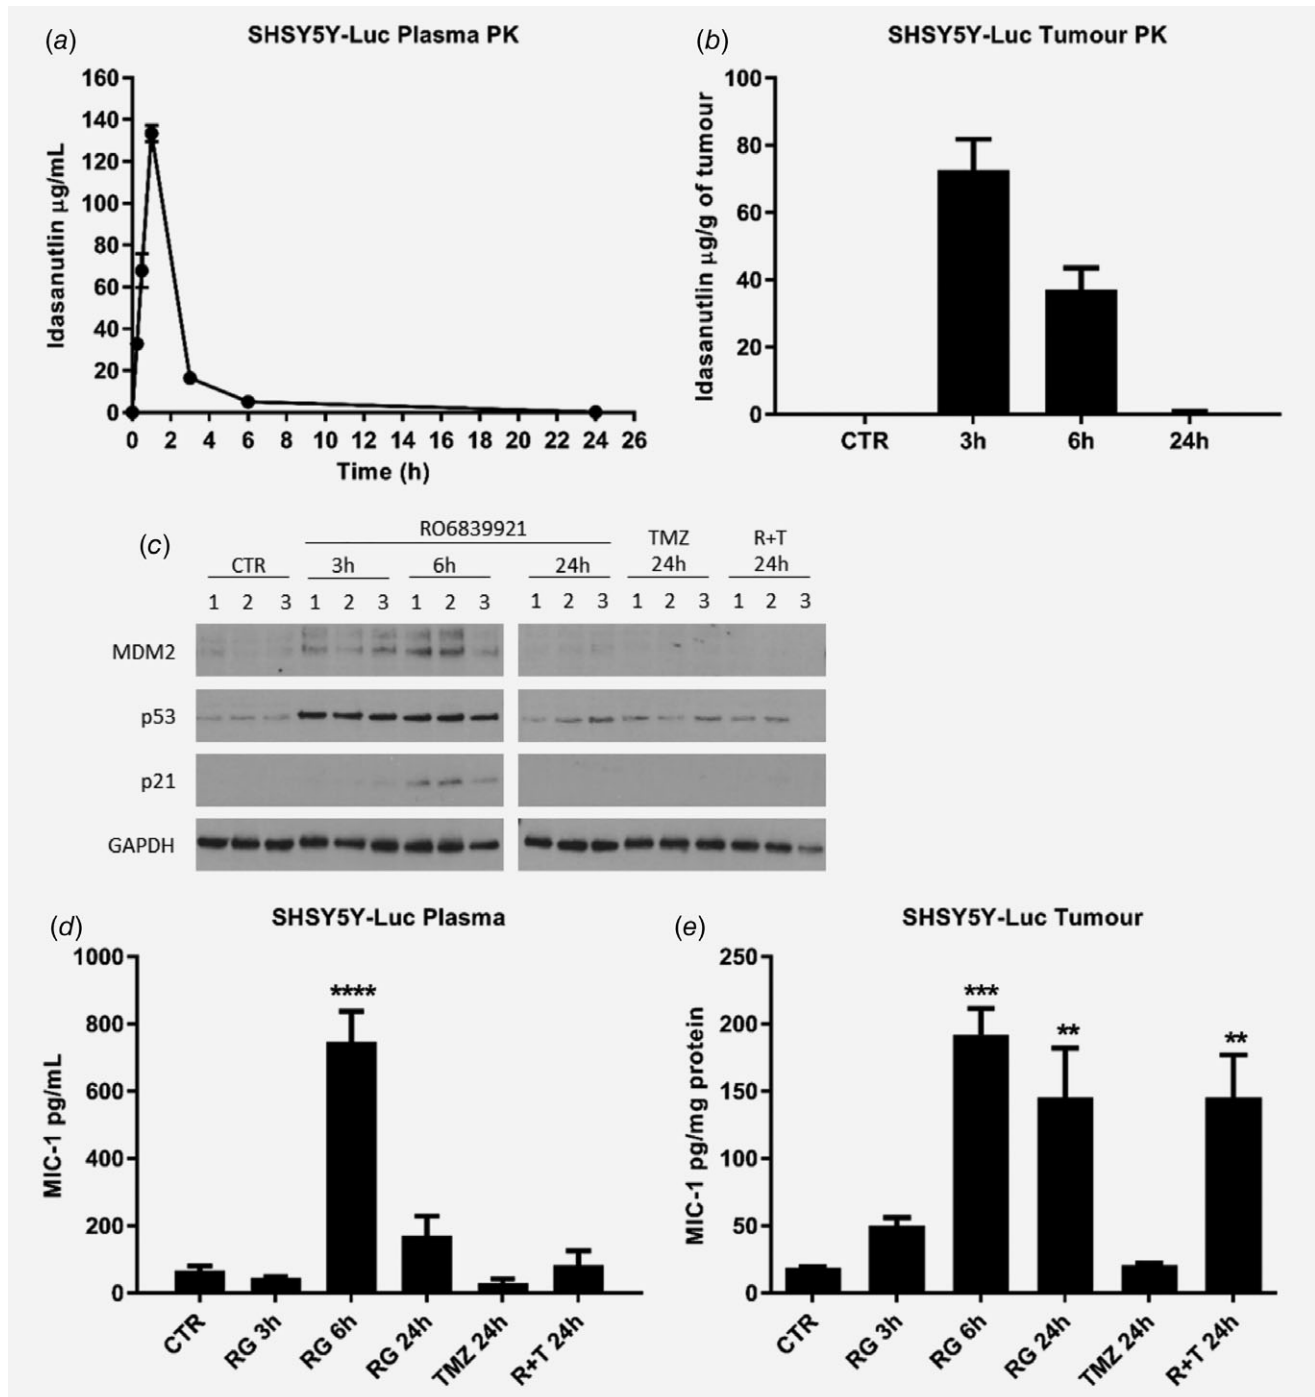 (a)
SHSY5Y-Luc Plasma PK
160
140
120
100
80
60
40
20
0
Idasanutlin µg/mL
0 2 4 6 8 10 12 14 16 18 20 22 24 26
Time (h)
(b)
SHSY5Y-Luc Tumour PK
100
80
60
40
20
0
Idasanutlin µg/g of tumour
CTR 3h 6h 24h
(c)
RO6839921
TMZ R+T
CTR 3h 6h 24h 24h 24h
1 2 3 1 2 3 1 2 3 1 2 3 1 2 3 1 2 3
MDM2
p53
p21
GAPDH
(d)
SHSY5Y-Luc Plasma
1000
800
600
400
200
0
MIC-1 pg/mL
****
CTR RG 3h RG 6h RG 24h TMZ 24h R+T 24h
(e)
SHSY5Y-Luc Tumour
250
200
150
100
50
0
MIC-1 pg/mg protein
*** ** **
CTR RG 3h RG 6h RG 24h TMZ 24h R+T 24h